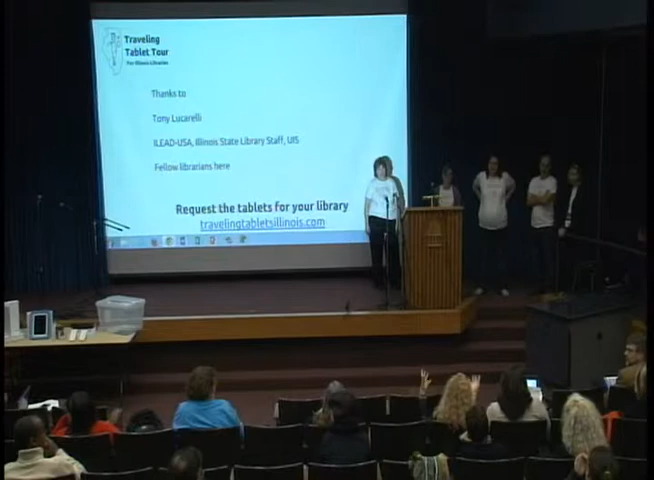 Traveling
Tablet Tour
For Illinois Libraries
Thanks to
Tony Lucarelli
ILEAD-USA, Illinois State Library Staff, UIS
Fellow librarians here
Request the tablets for your library
travelingtabletsillinois.com